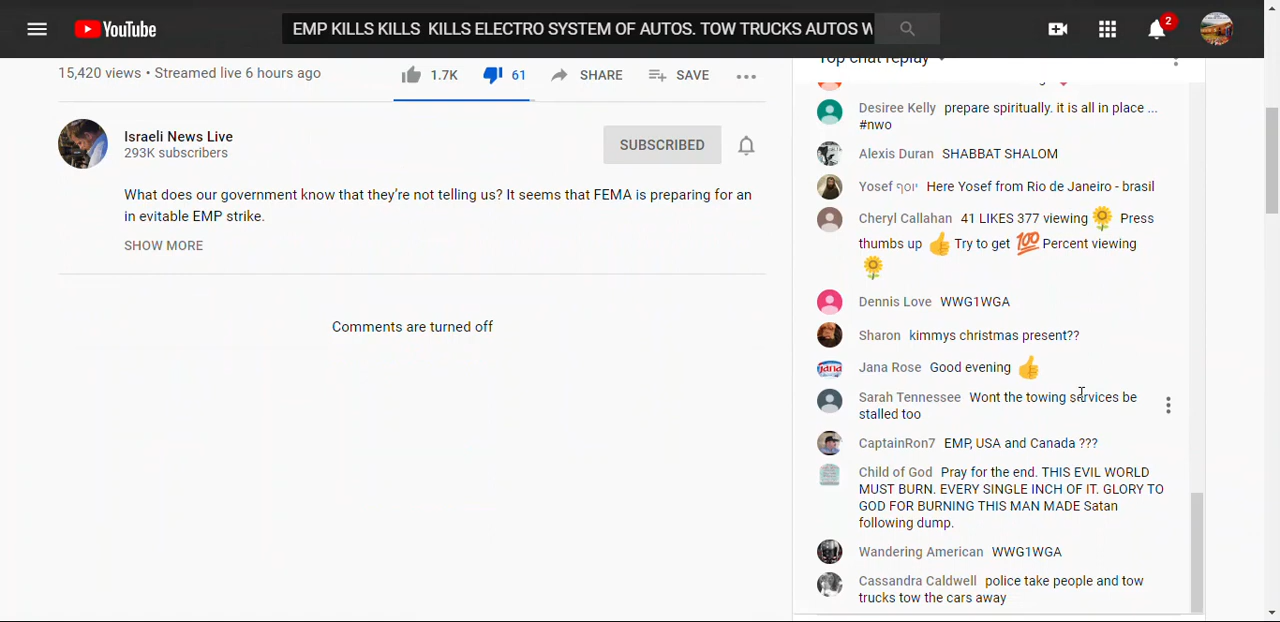 YouTube
EMP KILLS KILLS  KILLS ELECTRO SYSTEM OF AUTOS. TOW TRUCKS AUTOS W
2
15,420 views • Streamed live 6 hours ago
1.7K
61
SHARE
SAVE
Israeli News Live
293K subscribers
SUBSCRIBED
What does our government know that they're not telling us? It seems that FEMA is preparing for an
in evitable EMP strike.
SHOW MORE
Comments are turned off
Top chat replay
Desiree Kelly prepare spiritually. it is all in place ...
#nwo
Alexis Duran SHABBAT SHALOM
Yosef יוסף Here Yosef from Rio de Janeiro - brasil
Cheryl Callahan 41 LIKES 377 viewing Press
thumbs up Try to get 100 Percent viewing
Dennis Love WWG1WGA
Sharon kimmys christmas present??
Jana Rose Good evening
Sarah Tennessee Wont the towing services be
stalled too
CaptainRon7 EMP, USA and Canada ???
Child of God Pray for the end. THIS EVIL WORLD
MUST BURN. EVERY SINGLE INCH OF IT. GLORY TO
GOD FOR BURNING THIS MAN MADE Satan
following dump.
Wandering American WWG1WGA
Cassandra Caldwell police take people and tow
trucks tow the cars away